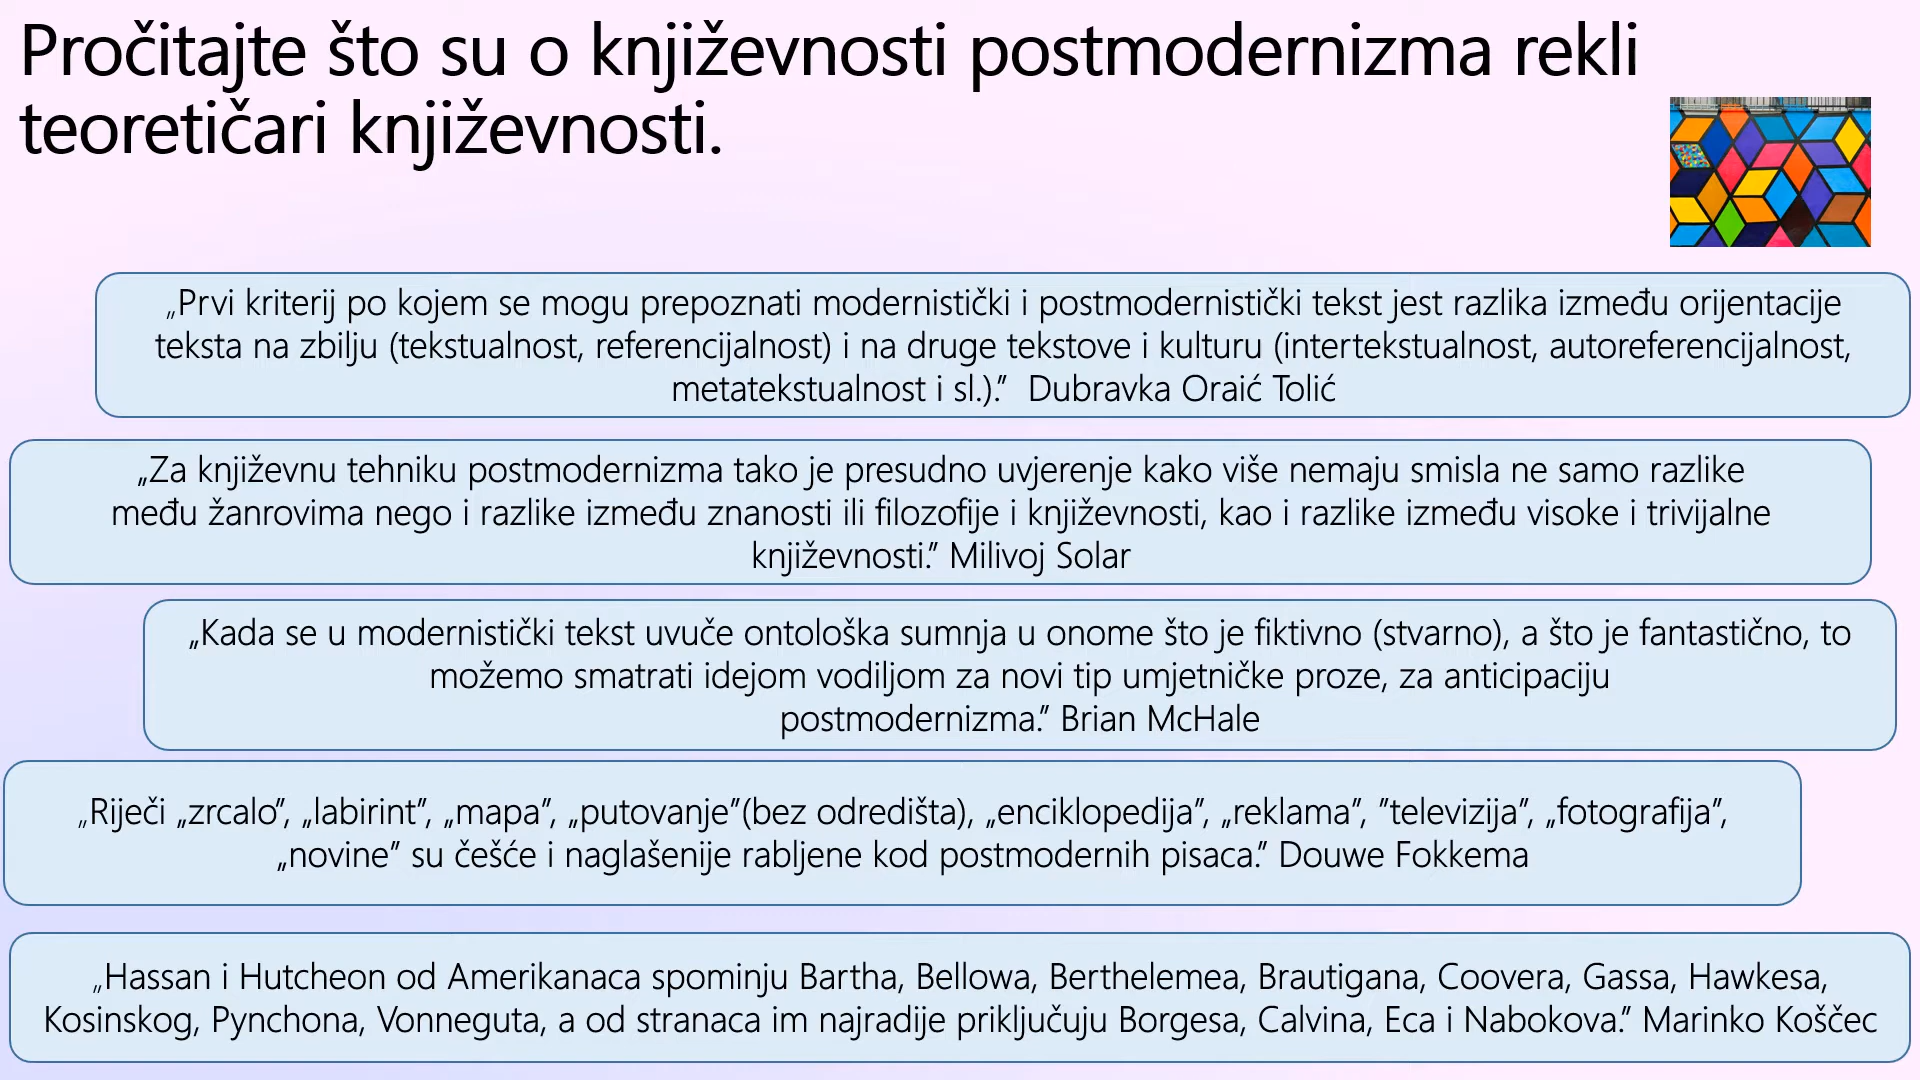 Pročitajte što su o književnosti postmodernizma rekli
teoretičari književnosti.
„Prvi kriterij po kojem se mogu prepoznati modernistički i postmodernistički tekst jest razlika između orijentacije
teksta na zbilju (tekstualnost, referencijalnost) i na druge tekstove i kulturu (intertekstualnost, autoreferencijalnost,
metatekstualnost i sl.).” Dubravka Oraić Tolić
„Za književnu tehniku postmodernizma tako je presudno uvjerenje kako više nemaju smisla ne samo razlike
među žanrovima nego i razlike između znanosti ili filozofije i književnosti, kao i razlike između visoke i trivijalne
književnosti.” Milivoj Solar
„Kada se u modernistički tekst uvuče ontološka sumnja u onome što je fiktivno (stvarno), a što je fantastično, to
možemo smatrati idejom vodiljom za novi tip umjetničke proze, za anticipaciju
postmodernizma.” Brian McHale
„Riječi „zrcalo”, „labirint”, „mapa”, „putovanje”(bez odredišta), „enciklopedija”, „reklama”, ”televizija”, „fotografija”,
„novine” su češće i naglašenije rabljene kod postmodernih pisaca.” Douwe Fokkema
„Hassan i Hutcheon od Amerikanaca spominju Bartha, Bellowa, Berthelemea, Brautigana, Coovera, Gassa, Hawkesa,
Kosinskog, Pynchona, Vonneguta, a od stranaca im najradije priključuju Borgesa, Calvina, Eca i Nabokova.” Marinko Koščec